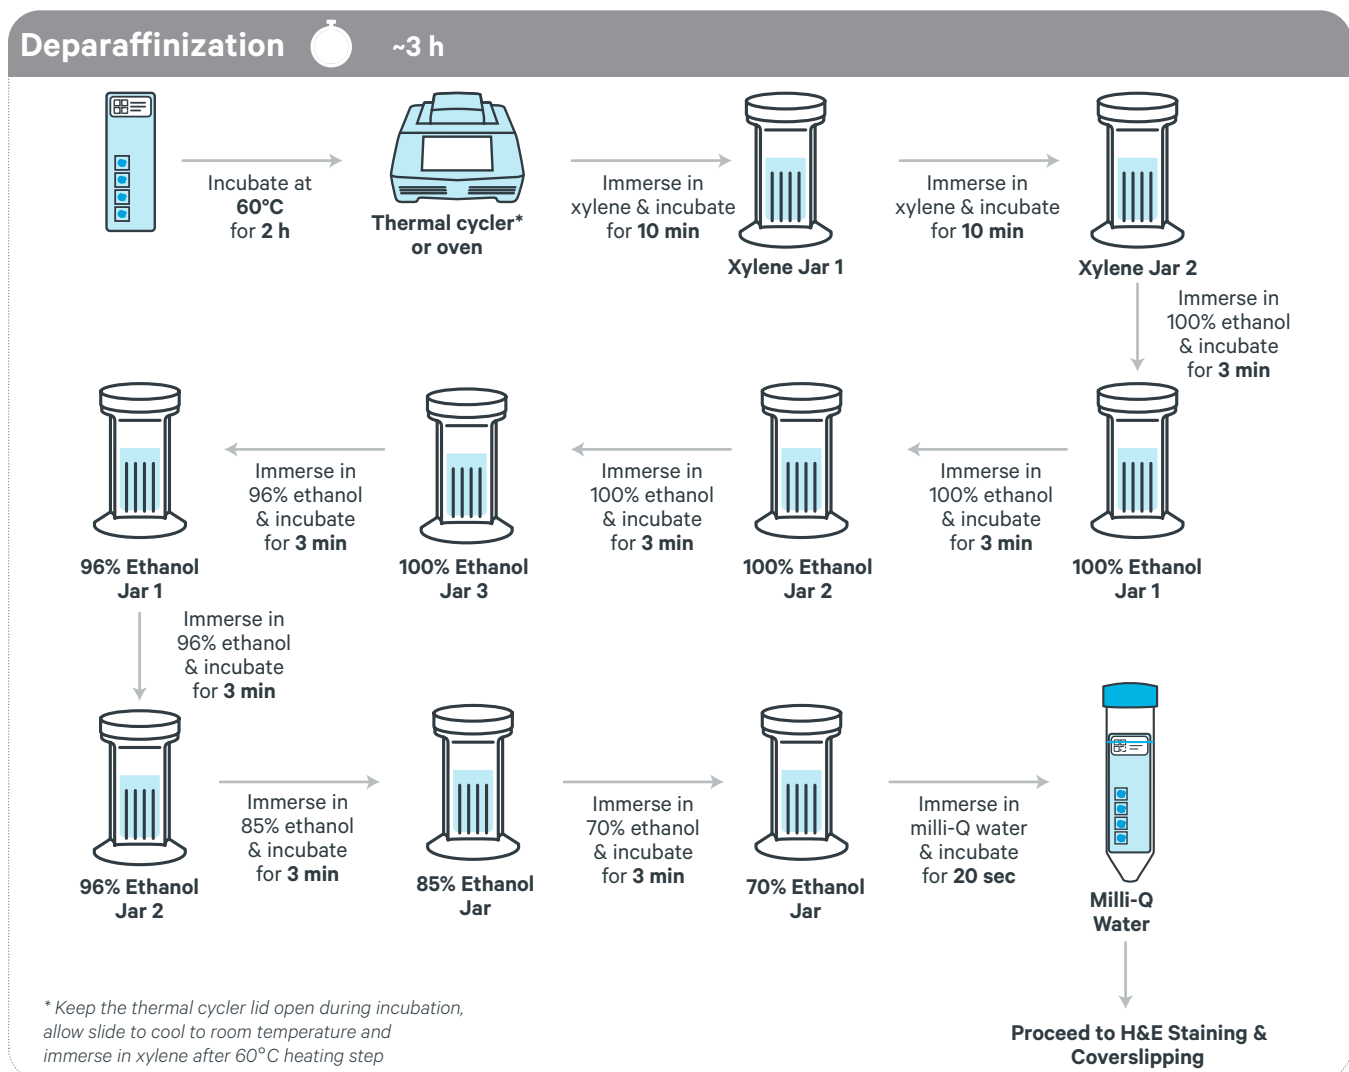 Deparaffinization ~3 h
Incubate at
60°C
for 2 h
Thermal cycler*
or oven
Immerse in
xylene & incubate
for 10 min
Xylene Jar 1
Immerse in
xylene & incubate
for 10 min
Xylene Jar 2
Immerse in
100% ethanol
& incubate
for 3 min
100% Ethanol
Jar 1
Immerse in
100% ethanol
& incubate
for 3 min
100% Ethanol
Jar 2
Immerse in
100% ethanol
& incubate
for 3 min
100% Ethanol
Jar 3
Immerse in
96% ethanol
& incubate
for 3 min
96% Ethanol
Jar 1
Immerse in
96% ethanol
& incubate
for 3 min
96% Ethanol
Jar 2
Immerse in
85% ethanol
& incubate
for 3 min
85% Ethanol
Jar
Immerse in
70% ethanol
& incubate
for 3 min
70% Ethanol
Jar
Immerse in
milli-Q water
& incubate
for 20 sec
Milli-Q
Water
Proceed to H&E Staining &
Coverslipping
* Keep the thermal cycler lid open during incubation,
allow slide to cool to room temperature and
immerse in xylene after 60°C heating step